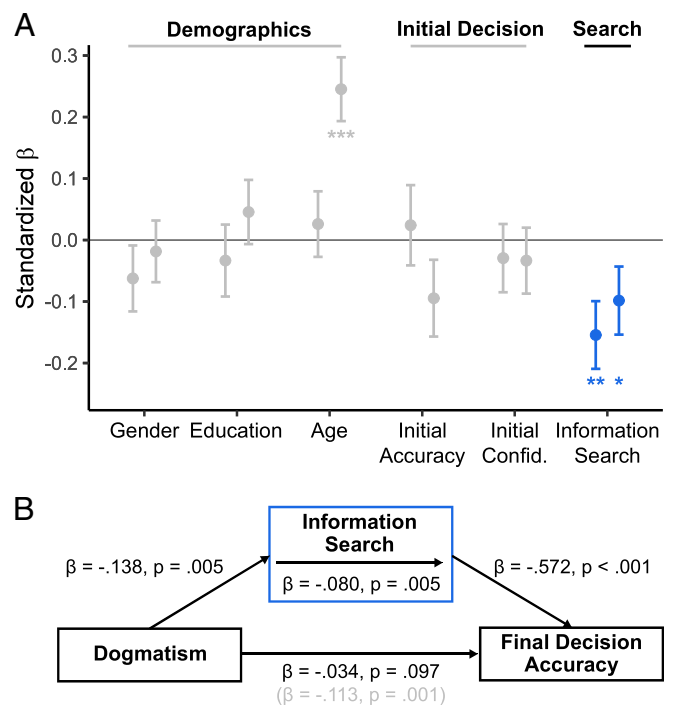 A
Demographics Initial Decision Search
0.3
0.2
0.1
0.0
-0.1
-0.2
Standardized β
***
** *
Gender Education Age Initial Accuracy Initial Confid. Information Search
B
Information
Search
β = -.080, p = .005
β = -.138, p = .005
β = -.572, p < .001
Dogmatism
Final Decision
Accuracy
β = -.034, p = .097
(β = -.113, p = .001)